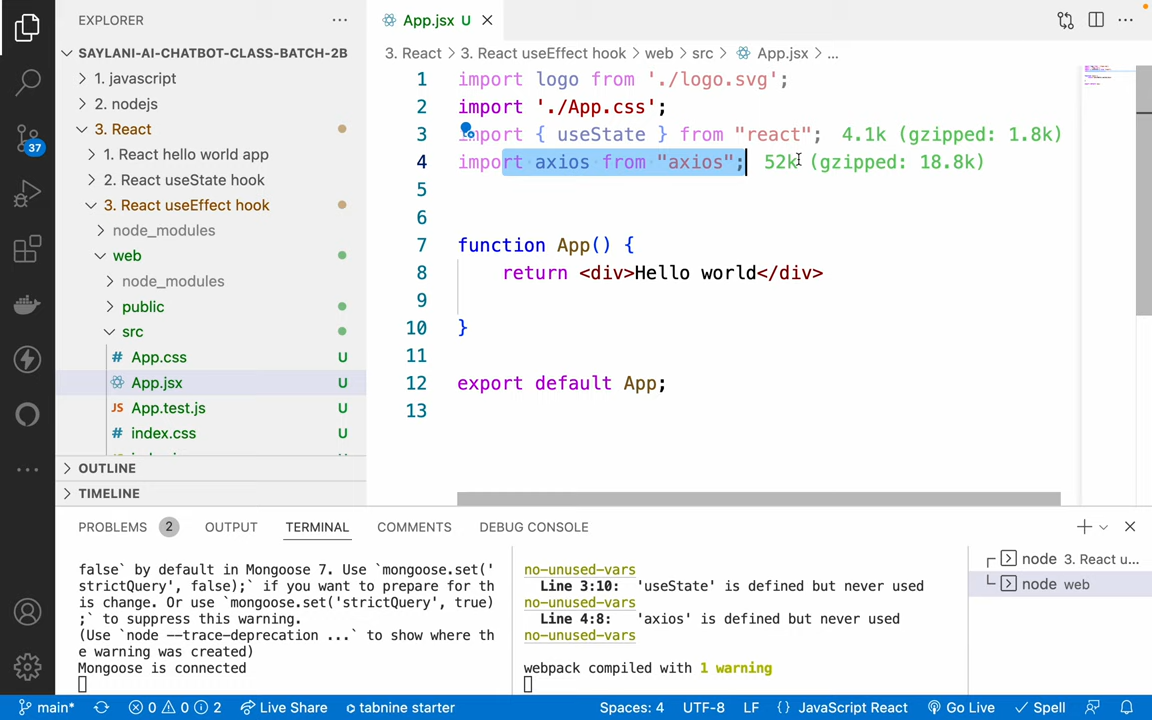 EXPLORER
SAYLANI-AI-CHATBOT-CLASS-BATCH-2B
1. javascript
2. nodejs
3. React
1. React hello world app
2. React useState hook
3. React useEffect hook
node_modules
web
node_modules
public
src
# App.css U
App.jsx U
JS App.test.js U
# index.css U
OUTLINE
TIMELINE
37
App.jsx U
3. React > 3. React useEffect hook > web > src > App.jsx > ...
1 import logo from './logo.svg';
2 import './App.css';
3 import { useState } from "react"; 4.1k (gzipped: 1.8k)
4 import axios from "axios"; 52k (gzipped: 18.8k)
5
6
7 function App() {
8 return <div>Hello world</div>
9
10 }
11
12 export default App;
13
PROBLEMS 2 OUTPUT TERMINAL COMMENTS DEBUG CONSOLE
false` by default in Mongoose 7. Use `mongoose.set('
strictQuery', false);` if you want to prepare for th
is change. Or use `mongoose.set('strictQuery', true)
;` to suppress this warning.
(Use `node --trace-deprecation ...` to show where th
e warning was created)
Mongoose is connected
no-unused-vars
Line 3:10: 'useState' is defined but never used
no-unused-vars
Line 4:8: 'axios' is defined but never used
no-unused-vars
webpack compiled with 1 warning
node 3. React u...
node web
main* 0 0 2 Live Share tabnine starter Spaces: 4 UTF-8 LF {} JavaScript React Go Live Spell